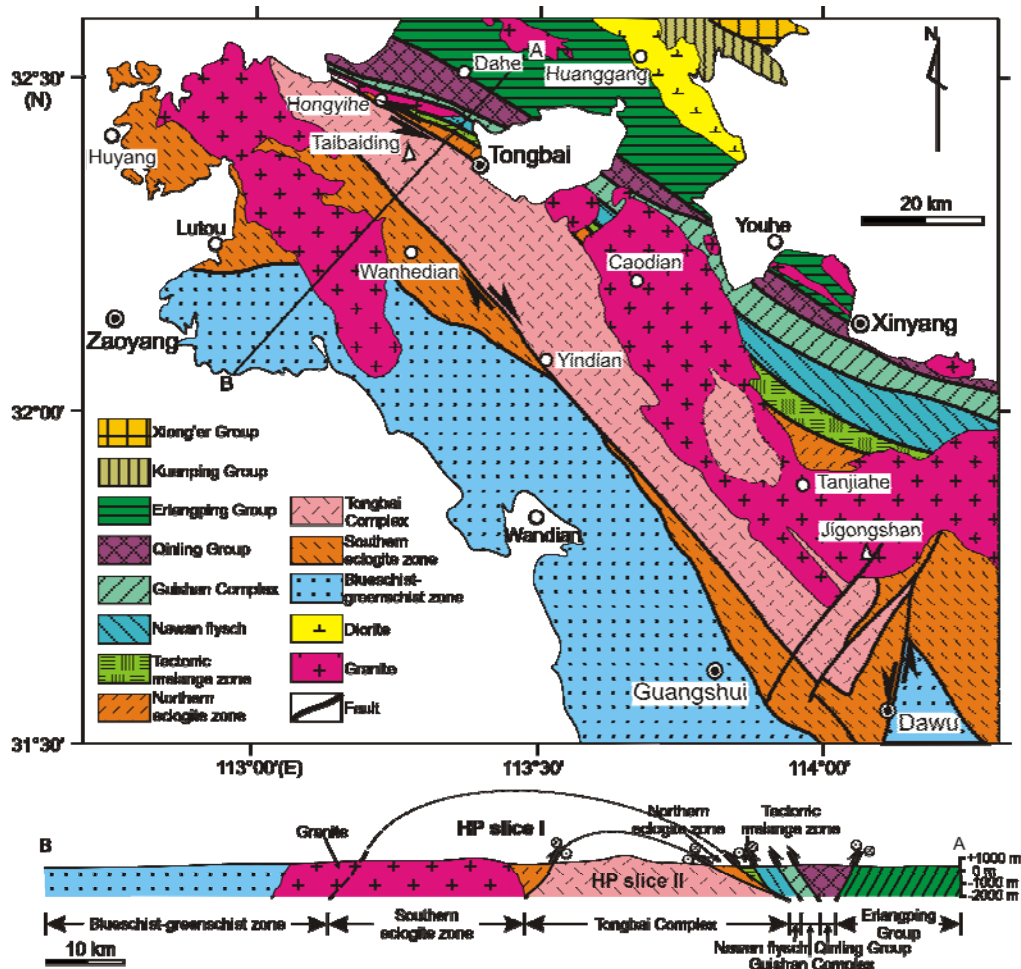 32°30'
(N)
32°00'
31°30'
113°00'(E)
113°30'
114°00'
N
20 km
A
Dahe
Huanggang
Hongyihe
Taibaiding
Tongbai
Huyang
Lutou
Wanhedian
Zaoyang
B
Youhe
Caodian
Xinyang
Yindian
Tanjiahe
Jigongshan
Wandian
Guangshui
Dawu
Xiong'er Group
Kuanping Group
Erlangping Group
Qinling Group
Guishan Complex
Nawan flysch
Tectonic
melange zone
Northern
eclogite zone
Tongbai
Complex
Southern
eclogite zone
Blueschist-
greenschist zone
Diorite
Granite
Fault
B
Granite
HP slice I
Northern
eclogite zone
Tectonic
melange zone
A
HP slice II
+1000 m
0 m
-1000 m
-2000 m
Blueschist-greenschist zone
Southern
eclogite zone
Tongbai Complex
Erlangping
Group
Nawan flysch
Qinling Group
Guishan Complex
10 km